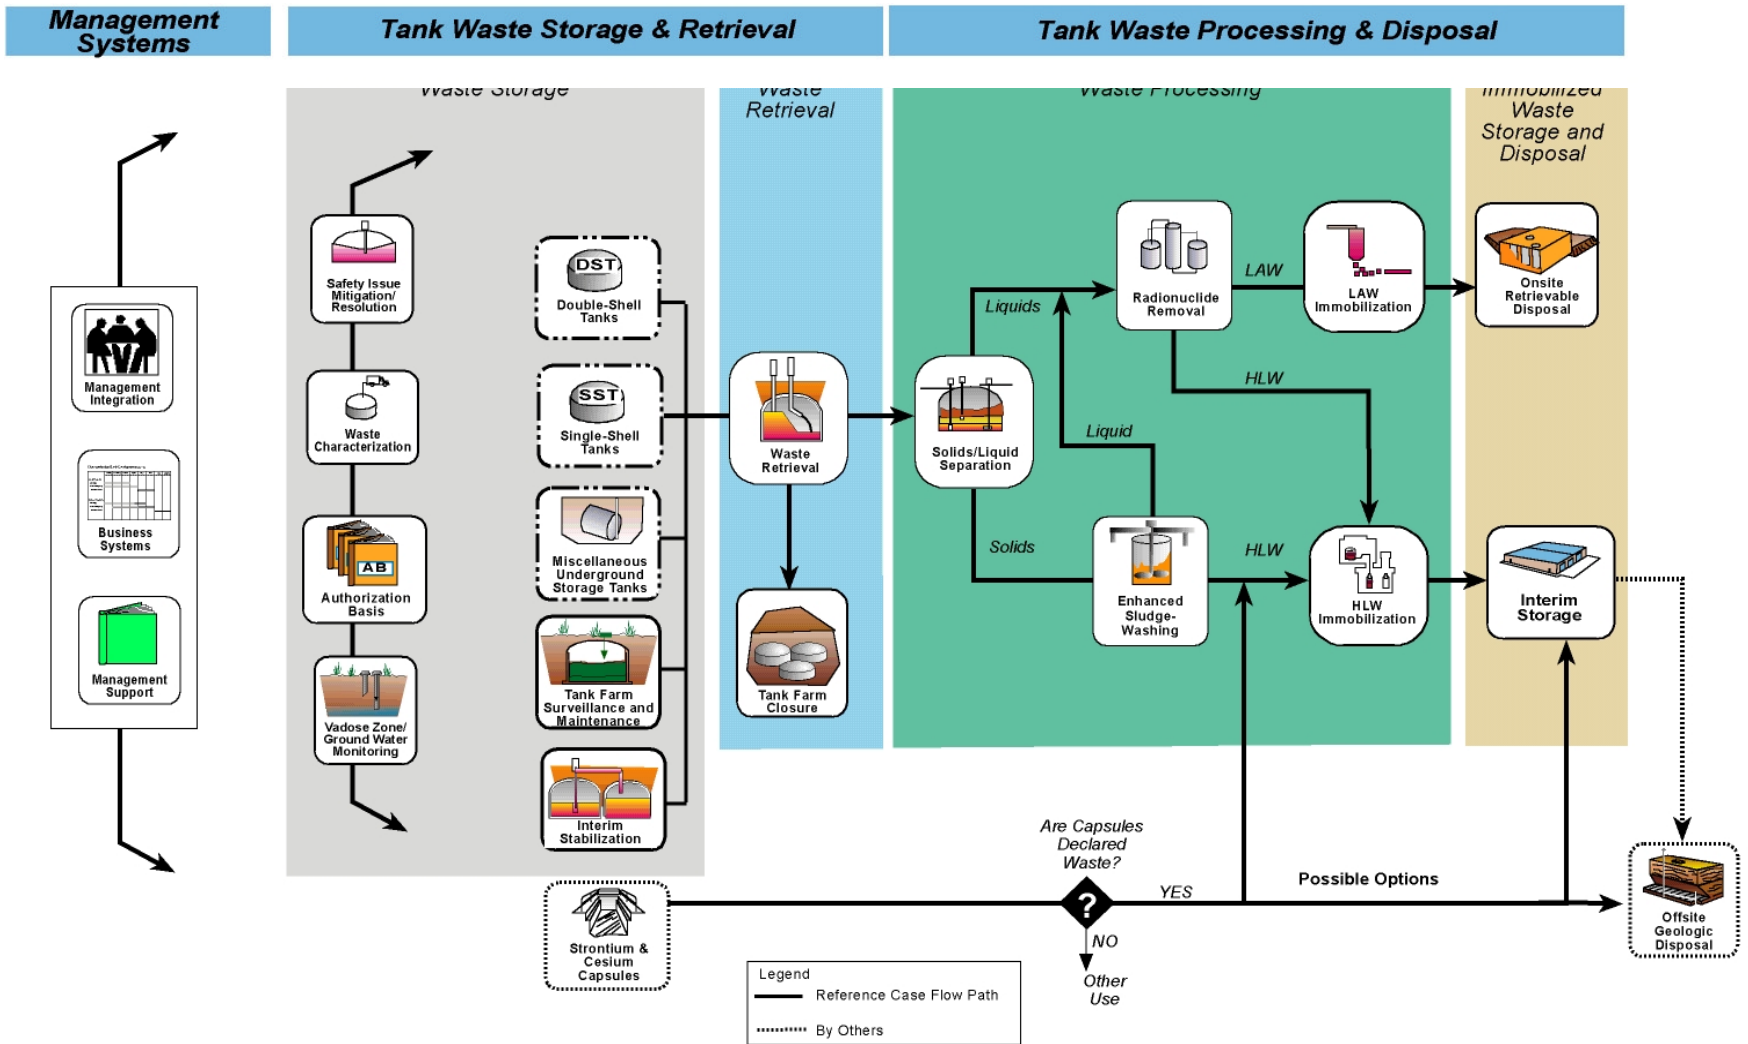 Management
Systems
Tank Waste Storage & Retrieval
Tank Waste Processing & Disposal
Waste Storage
Waste
Retrieval
Waste Processing
Immobilized
Waste
Storage and
Disposal
Management
Integration
Business
Systems
Management
Support
Safety Issue
Mitigation/
Resolution
Waste
Characterization
AB
Authorization
Basis
Vadose Zone/
Ground Water
Monitoring
DST
Double-Shell
Tanks
SST
Single-Shell
Tanks
Miscellaneous
Underground
Storage Tanks
Tank Farm
Surveillance and
Maintenance
Interim
Stabilization
Strontium &
Cesium
Capsules
Waste
Retrieval
Tank Farm
Closure
Solids/Liquid
Separation
Liquids
Solids
Liquid
Radionuclide
Removal
Enhanced
Sludge-
Washing
LAW
HLW
HLW
LAW
Immobilization
HLW
Immobilization
Onsite
Retrievable
Disposal
Interim
Storage
Are Capsules
Declared
Waste?
?
YES
NO
Other
Use
Possible Options
Offsite
Geologic
Disposal
Legend
Reference Case Flow Path
By Others